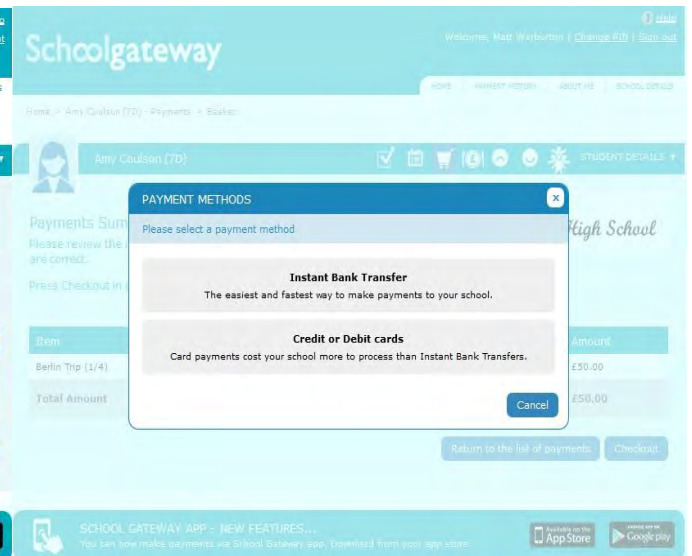 Help
Schoolgateway
Welcome, Matt Warburton | Change PIN | Sign out
HOME PAYMENT HISTORY ABOUT ME SCHOOL DETAILS
Home > Amy Coulson (7D) - Payments > Basket
Amy Coulson (7D)
STUDENT DETAILS
PAYMENT METHODS
x
Payments Sum
Please select a payment method
High School
Please review the
are correct.
Press Checkout in
Instant Bank Transfer
The easiest and fastest way to make payments to your school.
Credit or Debit cards
Card payments cost your school more to process than Instant Bank Transfers.
Item
Amount
Berlin Trip (1/4)
£50.00
Total Amount
£50.00
Cancel
Return to the list of payments
Checkout
SCHOOL GATEWAY APP - NEW FEATURES...
You can now make payments via School Gateway app. Download from your app store
Available on the
App Store
ANDROID APP ON
Google play